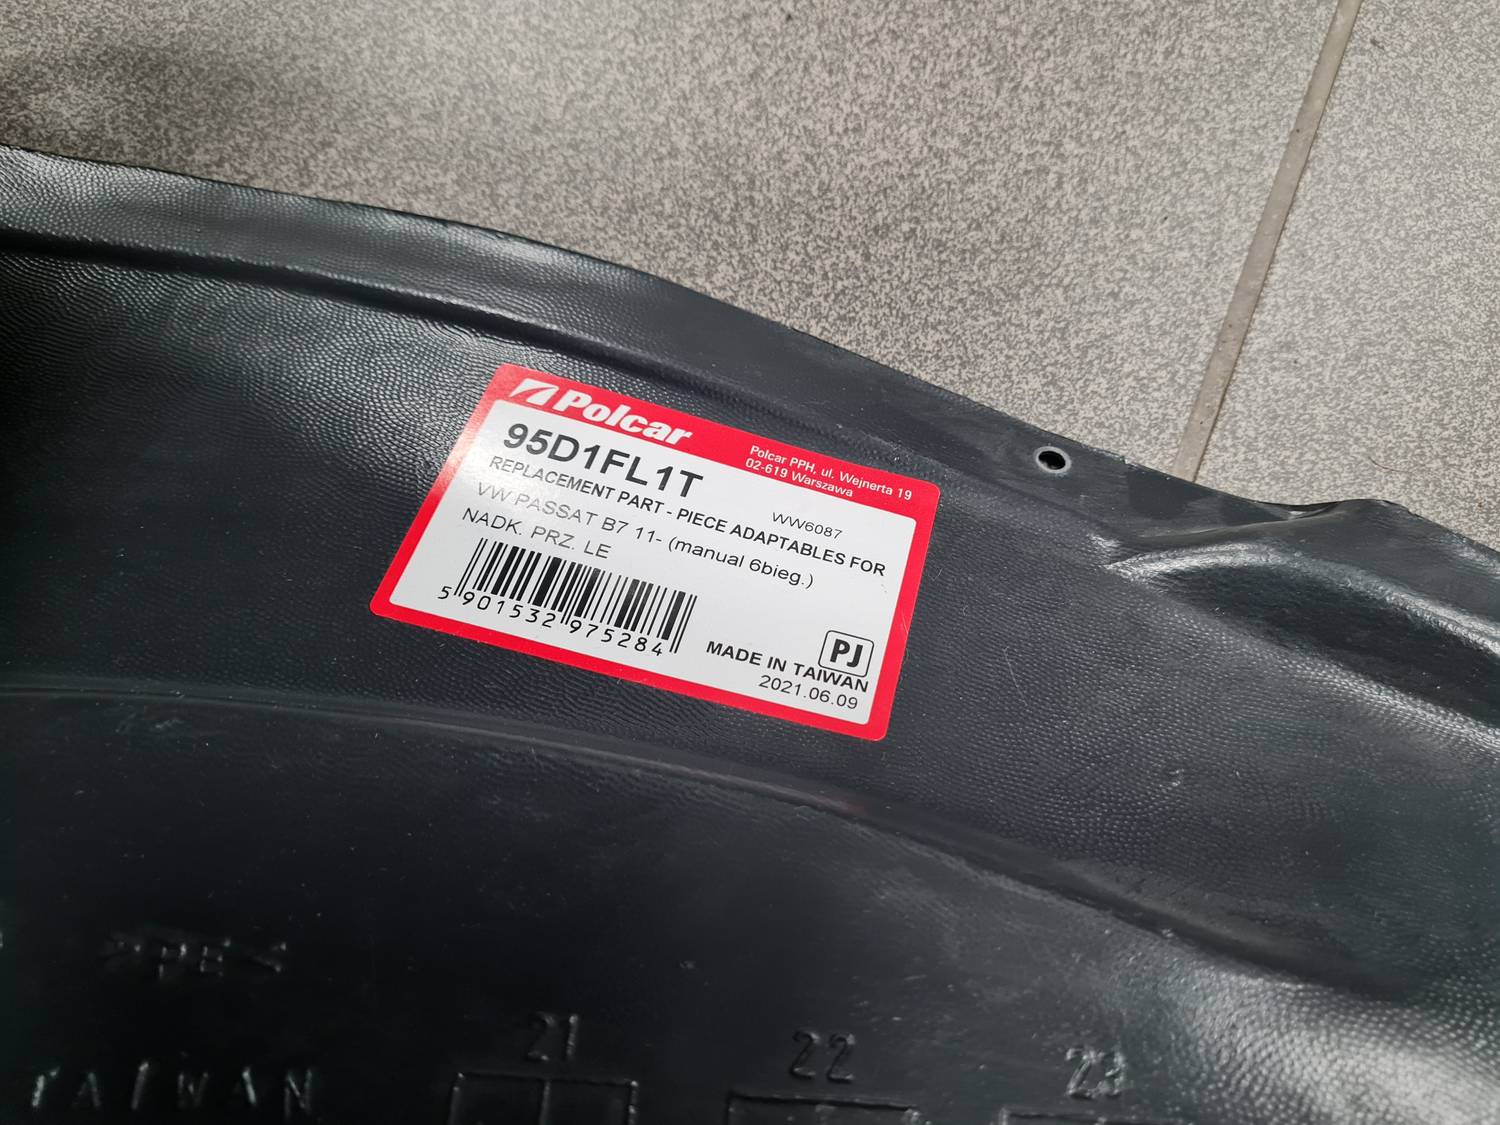 Polcar
Polcar PPH, ul. Wejnerta 19
02-619 Warszawa
95D1FL1T
WW6087
REPLACEMENT PART - PIECE ADAPTABLES FOR
VW PASSAT B7 11- (manual 6bieg.)
NADK. PRZ. LE
5 901532 975284
PJ
MADE IN TAIWAN
2021.06.09
>PE<
TAIWAN
21 22 23